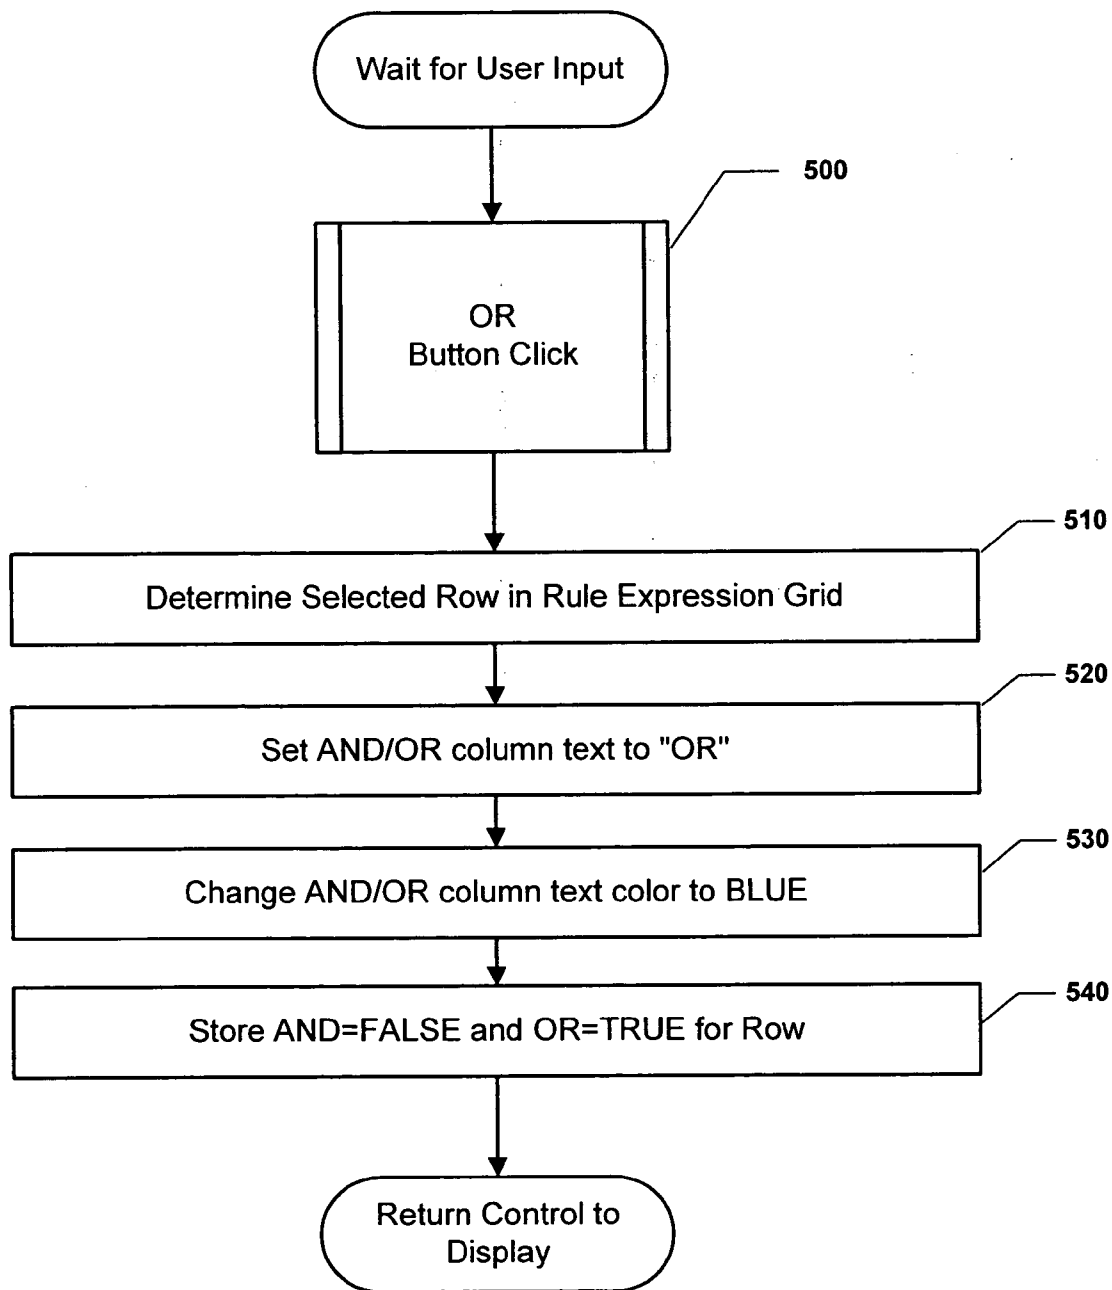 Wait for User Input
500
OR
Button Click
510
Determine Selected Row in Rule Expression Grid
520
Set AND/OR column text to "OR"
530
Change AND/OR column text color to BLUE
540
Store AND=FALSE and OR=TRUE for Row
Return Control to
Display